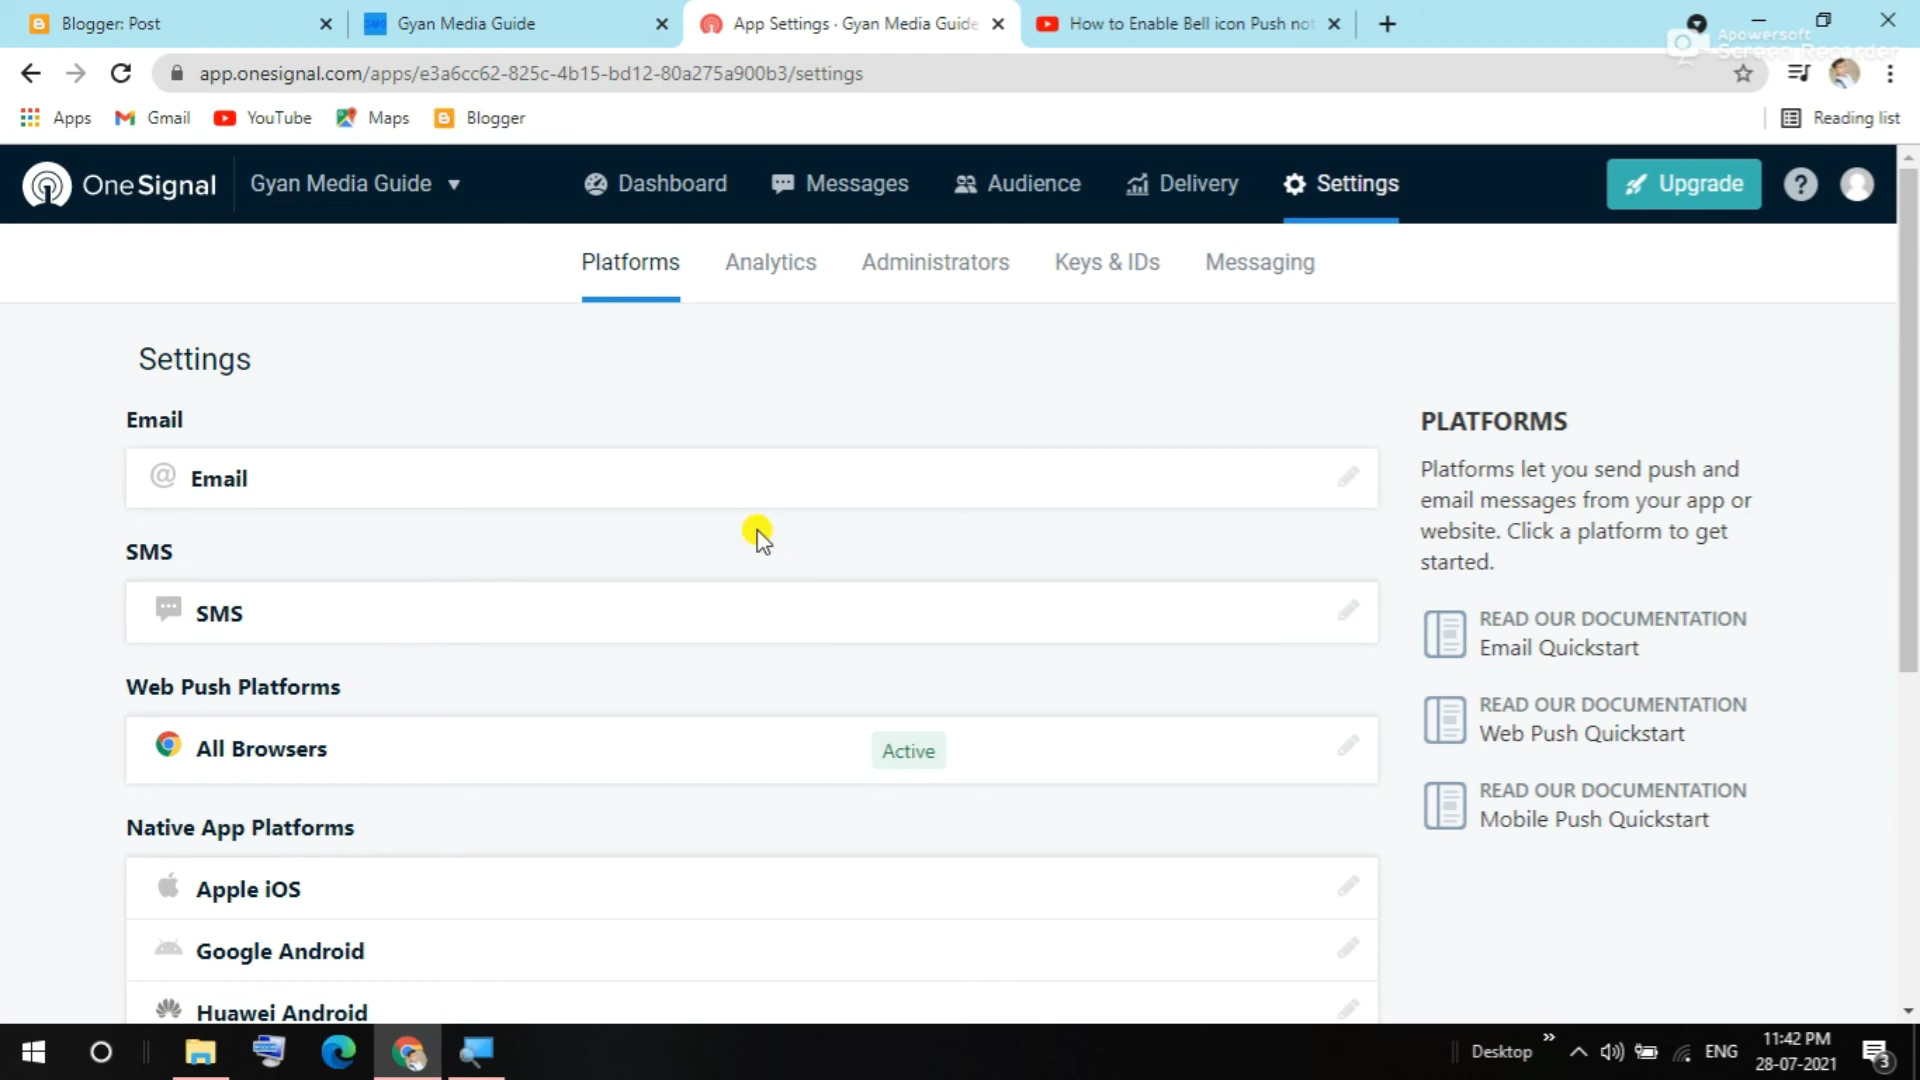 Blogger: Post
Gyan Media Guide
App Settings · Gyan Media Guide
How to Enable Bell icon Push not
Apowersoft
Screen Recorder
app.onesignal.com/apps/e3a6cc62-825c-4b15-bd12-80a275a900b3/settings
Apps
Gmail
YouTube
Maps
Blogger
Reading list
OneSignal
Gyan Media Guide
Dashboard
Messages
Audience
Delivery
Settings
Upgrade
?
Platforms
Analytics
Administrators
Keys & IDs
Messaging
Settings
Email
@ Email
SMS
SMS
Web Push Platforms
All Browsers
Active
Native App Platforms
Apple iOS
Google Android
Huawei Android
PLATFORMS
Platforms let you send push and
email messages from your app or
website. Click a platform to get
started.
READ OUR DOCUMENTATION
Email Quickstart
READ OUR DOCUMENTATION
Web Push Quickstart
READ OUR DOCUMENTATION
Mobile Push Quickstart
Desktop
ENG
11:42 PM
28-07-2021
3